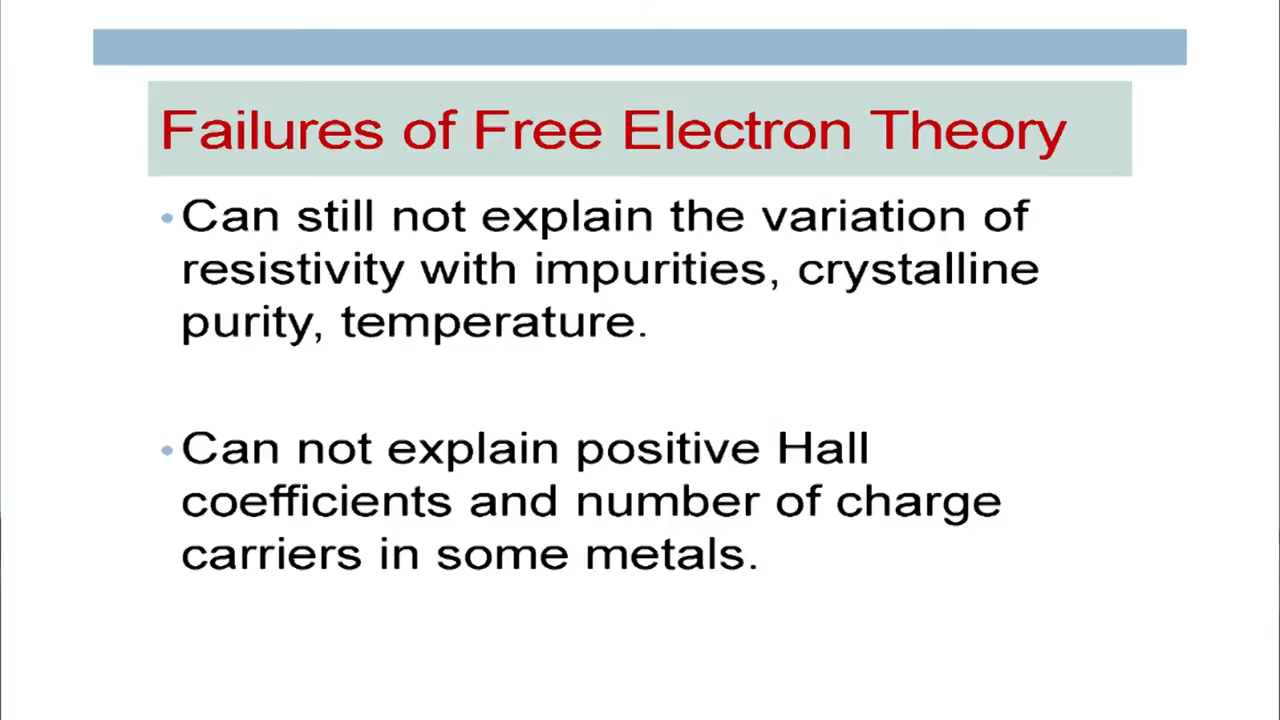 Failures of Free Electron Theory
•Can still not explain the variation of
resistivity with impurities, crystalline
purity, temperature.
•Can not explain positive Hall
coefficients and number of charge
carriers in some metals.